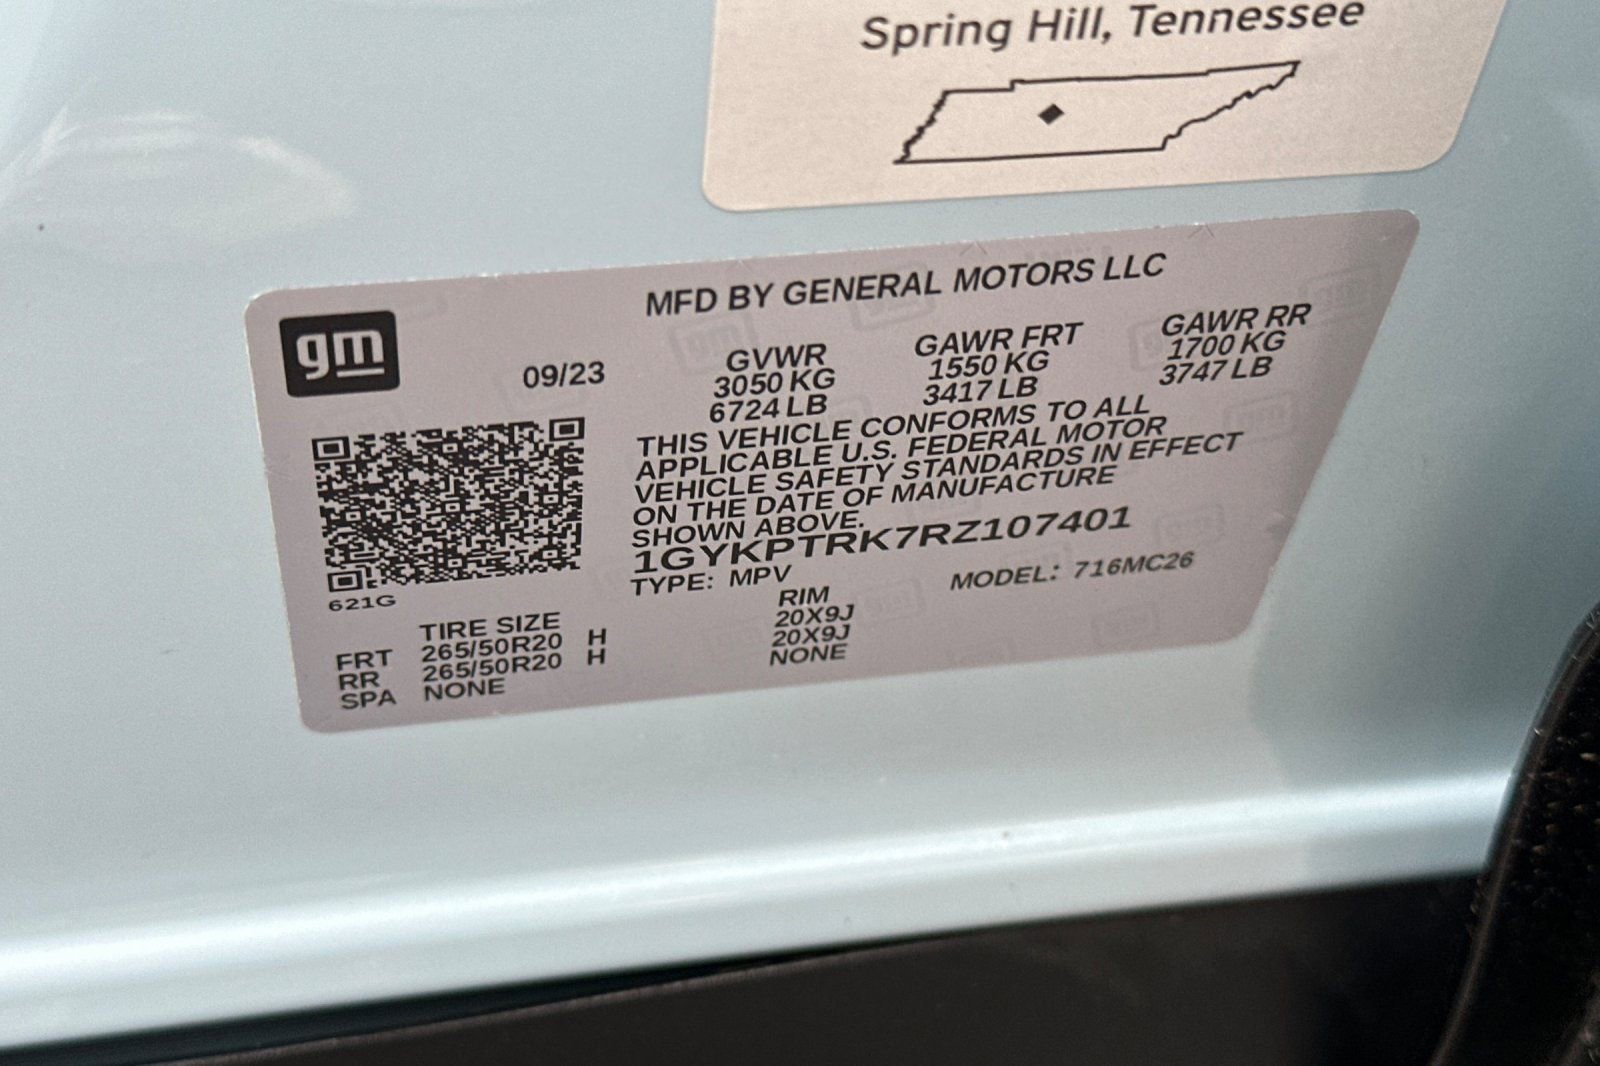 Spring Hill, Tennessee
MFD BY GENERAL MOTORS LLC
gm
09/23
GVWR GAWR FRT GAWR RR
3050 KG 1550 KG 1700 KG
6724 LB 3417 LB 3747 LB
THIS VEHICLE CONFORMS TO ALL
APPLICABLE U.S. FEDERAL MOTOR
VEHICLE SAFETY STANDARDS IN EFFECT
ON THE DATE OF MANUFACTURE
SHOWN ABOVE.
1GYKPTRK7RZ107401
TYPE: MPV MODEL: 716MC26
621G
TIRE SIZE RIM
FRT 265/50R20 H 20X9J
RR 265/50R20 H 20X9J
SPA NONE NONE